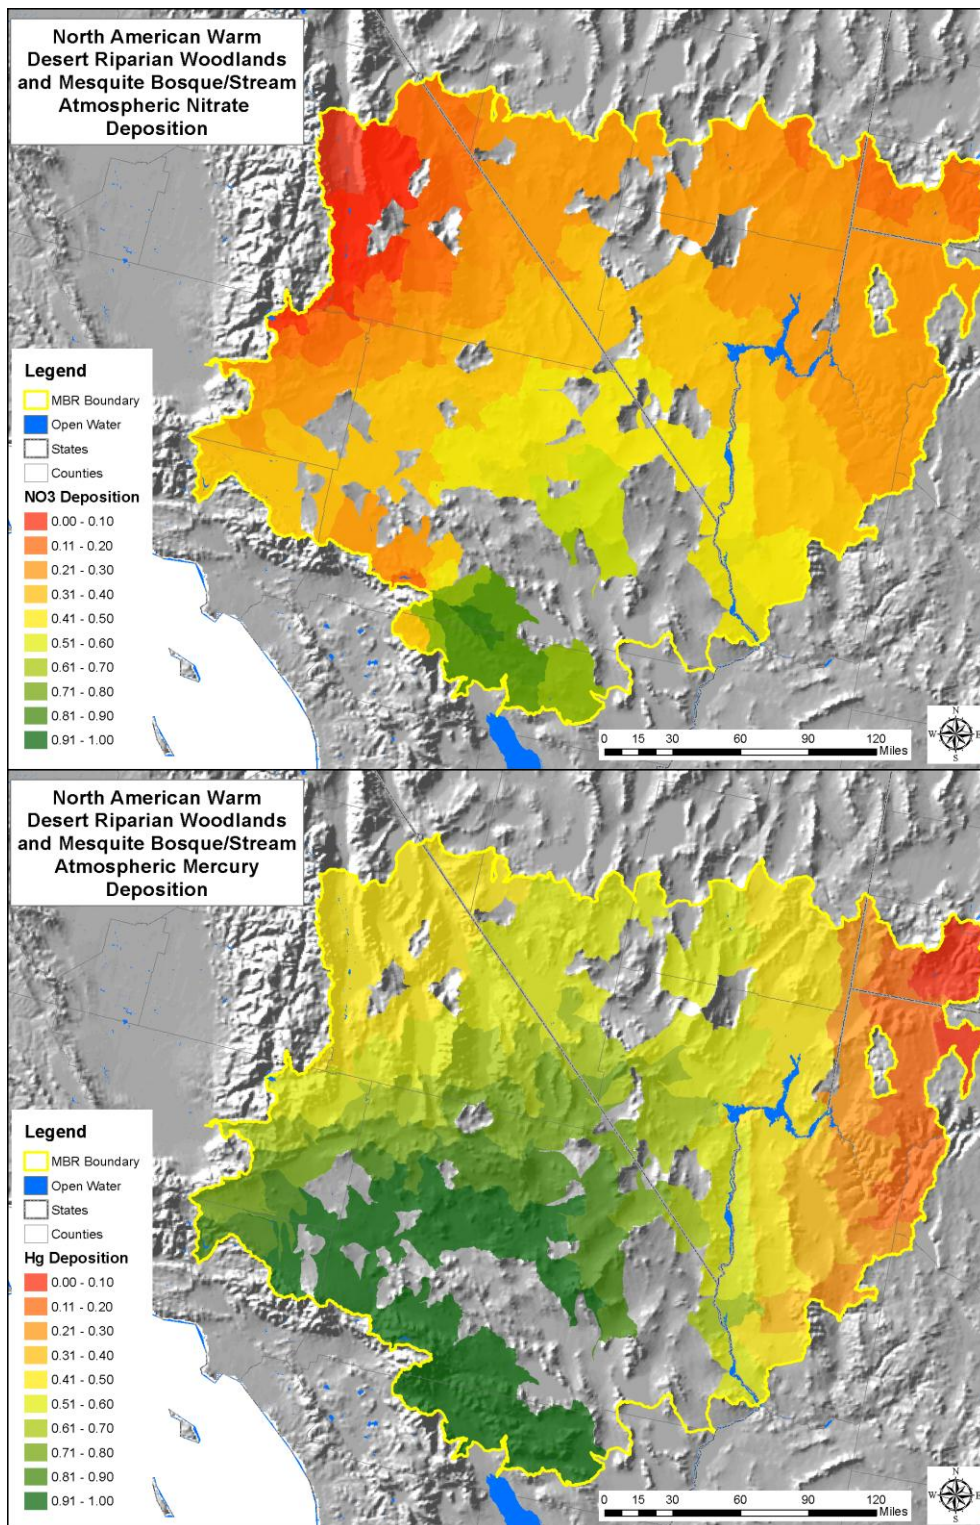 North American Warm
Desert Riparian Woodlands
and Mesquite Bosque/Stream
Atmospheric Nitrate
Deposition
Legend
MBR Boundary
Open Water
States
Counties
NO3 Deposition
0.00 - 0.10
0.11 - 0.20
0.21 - 0.30
0.31 - 0.40
0.41 - 0.50
0.51 - 0.60
0.61 - 0.70
0.71 - 0.80
0.81 - 0.90
0.91 - 1.00
N
W E
S
0 15 30 60 90 120
Miles
North American Warm
Desert Riparian Woodlands
and Mesquite Bosque/Stream
Atmospheric Mercury
Deposition
Legend
MBR Boundary
Open Water
States
Counties
Hg Deposition
0.00 - 0.10
0.11 - 0.20
0.21 - 0.30
0.31 - 0.40
0.41 - 0.50
0.51 - 0.60
0.61 - 0.70
0.71 - 0.80
0.81 - 0.90
0.91 - 1.00
N
W E
S
0 15 30 60 90 120
Miles